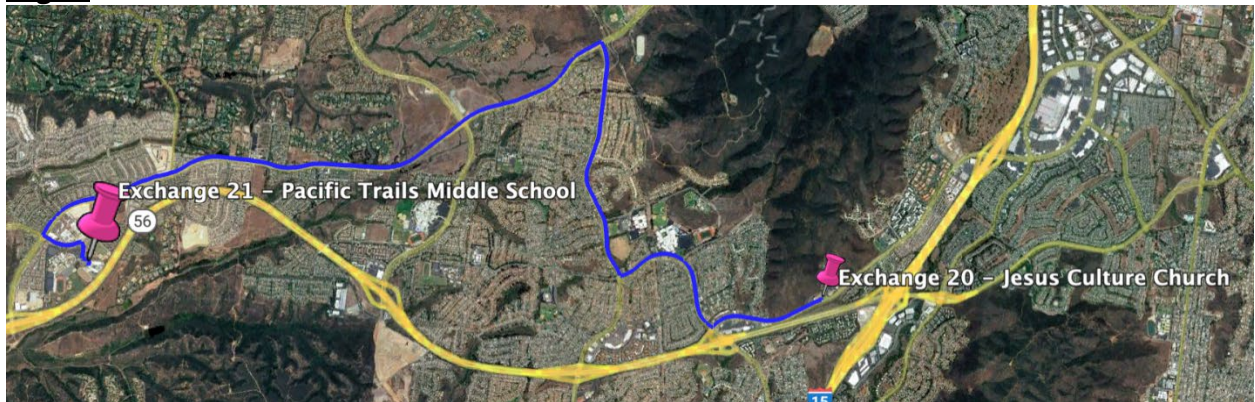 Exchange 21 - Pacific Trails Middle School
56
Exchange 20 - Jesus Culture Church
15